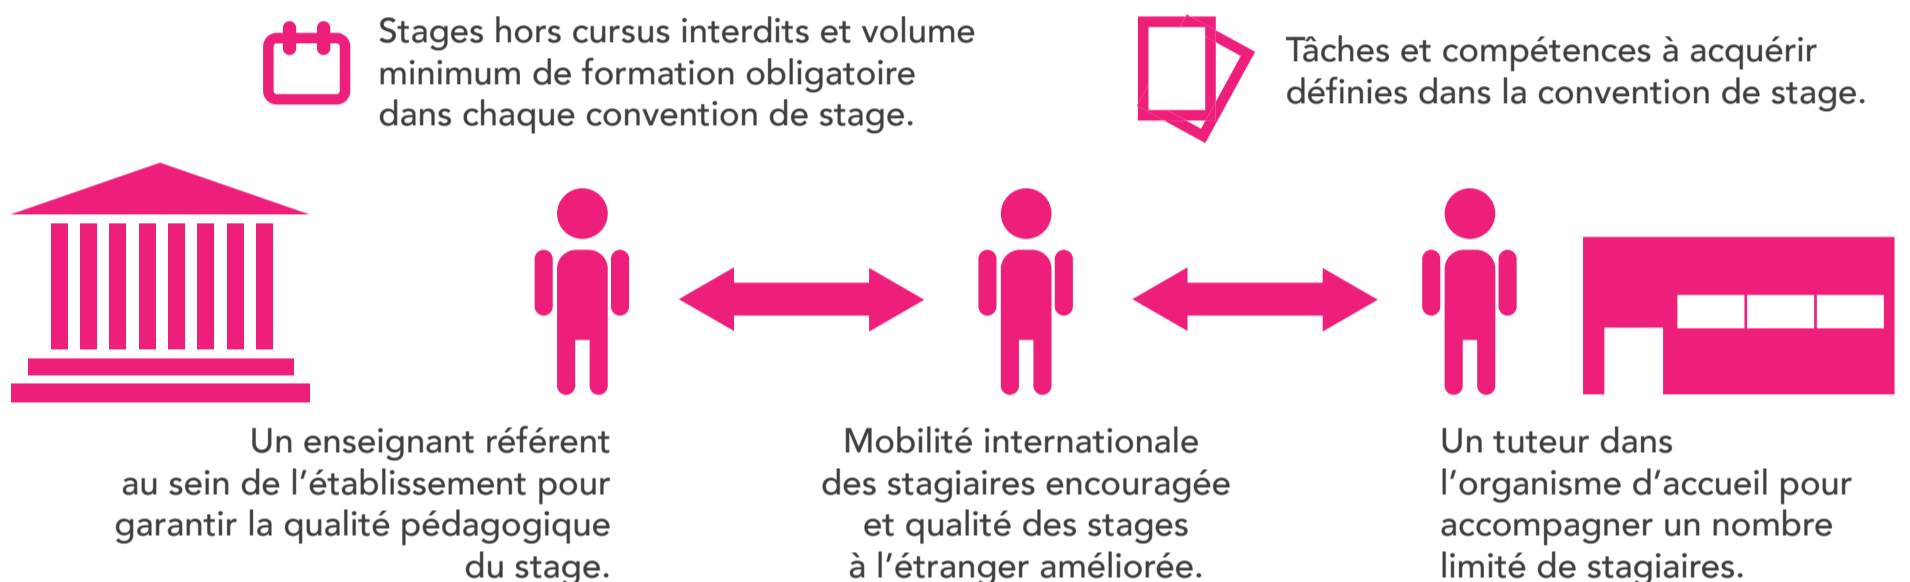 Stages hors cursus interdits et volume
minimum de formation obligatoire
dans chaque convention de stage.
Tâches et compétences à acquérir
définies dans la convention de stage.
Un enseignant référent
au sein de l’établissement pour
garantir la qualité pédagogique
du stage.
Mobilité internationale
des stagiaires encouragée
et qualité des stages
à l’étranger améliorée.
Un tuteur dans
l’organisme d’accueil pour
accompagner un nombre
limité de stagiaires.